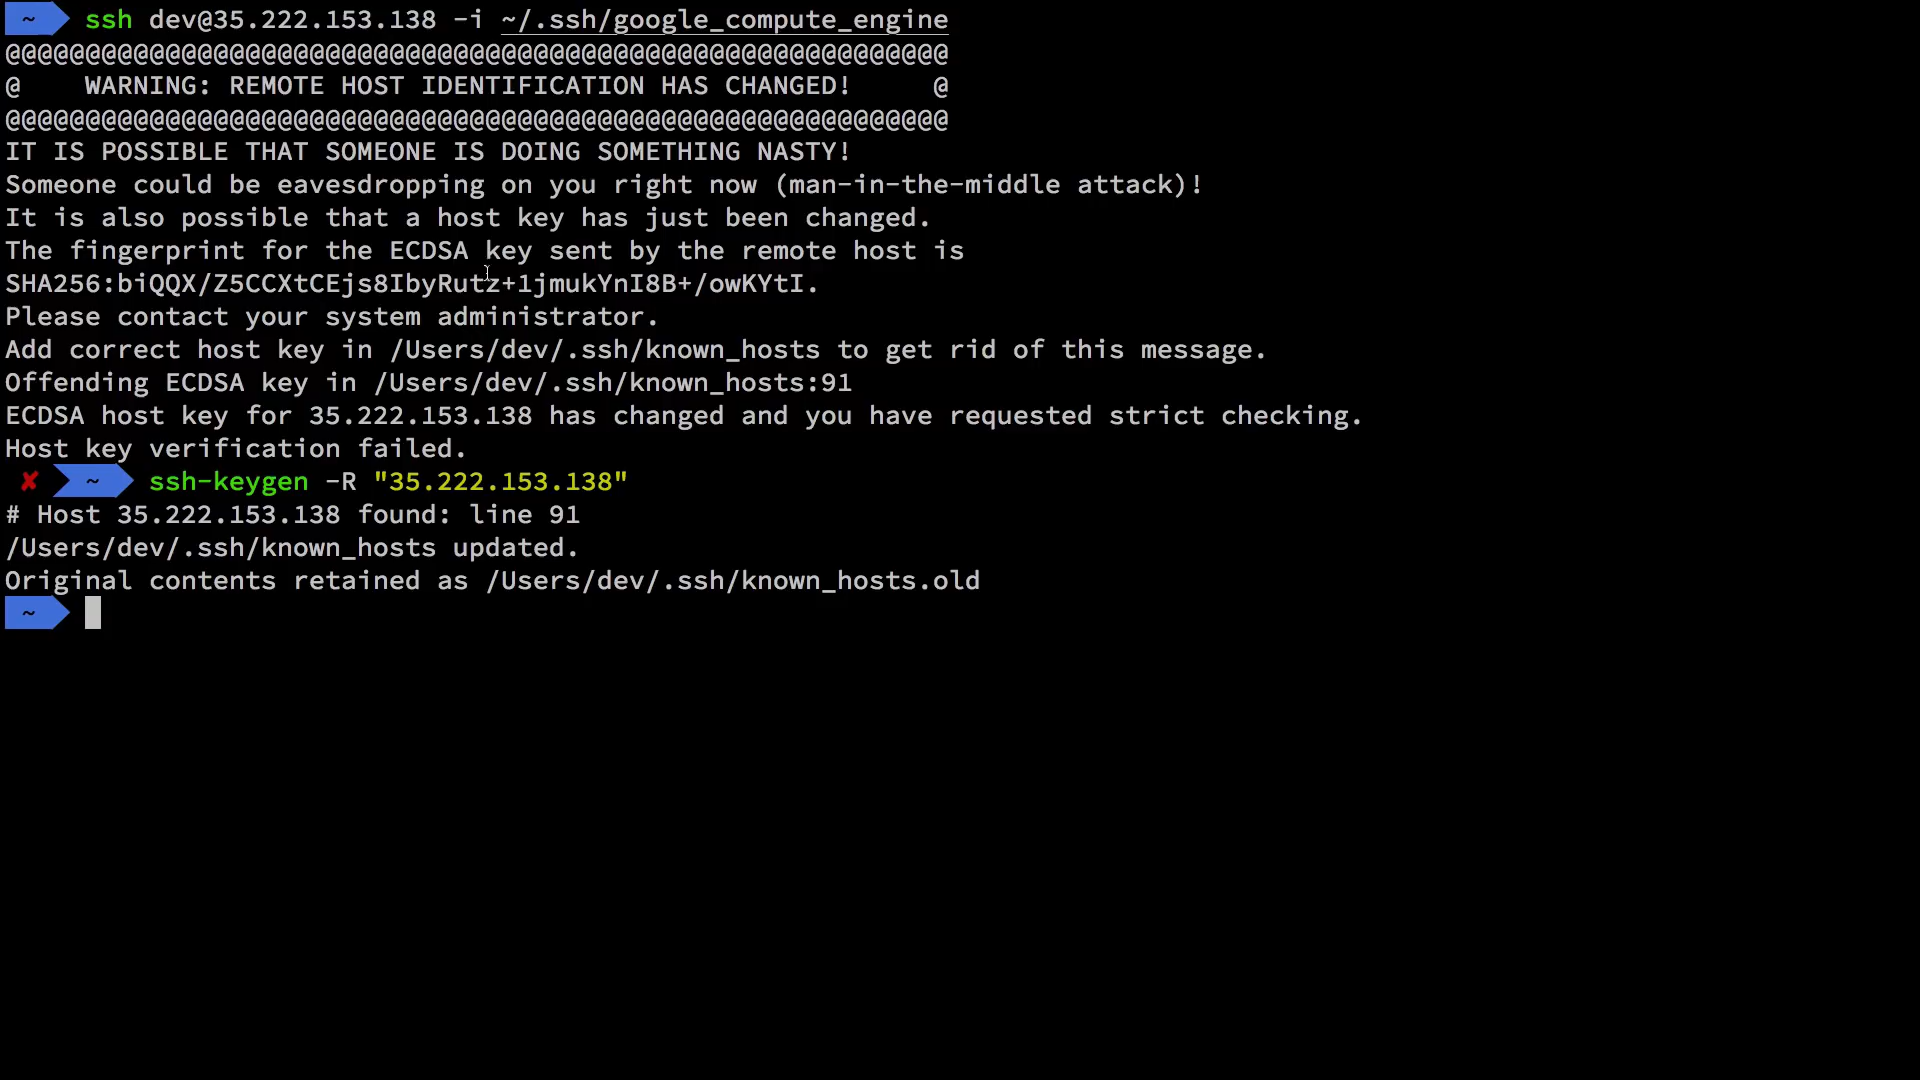 ~ ssh dev@35.222.153.138 -i ~/.ssh/google_compute_engine
@@@@@@@@@@@@@@@@@@@@@@@@@@@@@@@@@@@@@@@@@@@@@@@@@@@@@@@@@@@
@    WARNING: REMOTE HOST IDENTIFICATION HAS CHANGED!     @
@@@@@@@@@@@@@@@@@@@@@@@@@@@@@@@@@@@@@@@@@@@@@@@@@@@@@@@@@@@
IT IS POSSIBLE THAT SOMEONE IS DOING SOMETHING NASTY!
Someone could be eavesdropping on you right now (man-in-the-middle attack)!
It is also possible that a host key has just been changed.
The fingerprint for the ECDSA key sent by the remote host is
SHA256:biQQX/Z5CCXtCEjs8IbyRutz+1jmukYnI8B+/owKYtI.
Please contact your system administrator.
Add correct host key in /Users/dev/.ssh/known_hosts to get rid of this message.
Offending ECDSA key in /Users/dev/.ssh/known_hosts:91
ECDSA host key for 35.222.153.138 has changed and you have requested strict checking.
Host key verification failed.
✘ ~ ssh-keygen -R "35.222.153.138"
# Host 35.222.153.138 found: line 91
/Users/dev/.ssh/known_hosts updated.
Original contents retained as /Users/dev/.ssh/known_hosts.old
~